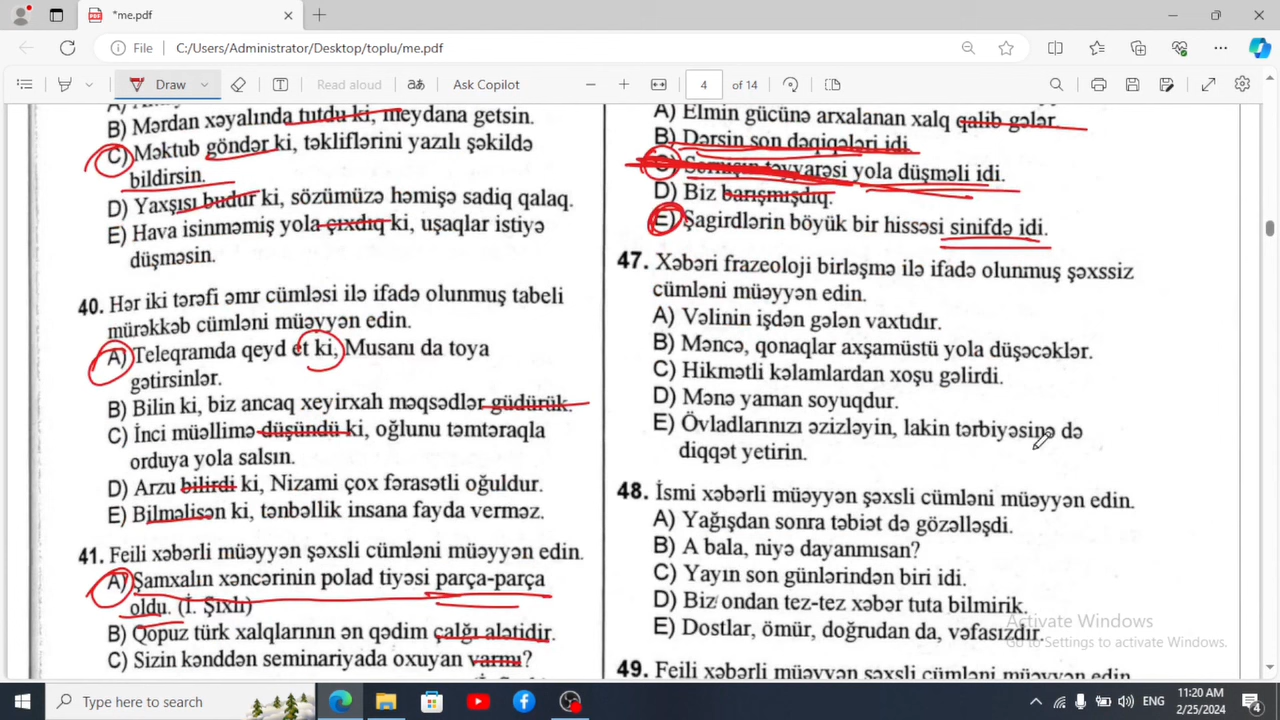 *me.pdf
File
C:/Users/Administrator/Desktop/toplu/me.pdf
Draw
Read aloud
Ask Copilot
4
of 14
B) Mərdan xəyalında tutdu ki, meydana getsin.
C) Məktub göndər ki, təkliflərini yazılı şəkildə
bildirsin.
D) Yaxşısı budur ki, sözümüzə həmişə sadiq qalaq.
E) Hava isinməmiş yola çıxdıq ki, uşaqlar istiyə
düşməsin.
40. Hər iki tərəfi əmr cümləsi ilə ifadə olunmuş tabeli
mürəkkəb cümləni müəyyən edin.
A) Teleqramda qeyd et ki, Musanı da toya
gətirsinlər.
B) Bilin ki, biz ancaq xeyirxah məqsədlər güdürük.
C) İnci müəllimə düşündü ki, oğlunu təmtəraqla
orduya yola salsın.
D) Arzu bilirdi ki, Nizami çox fərasətli oğuldur.
E) Bilməlisən ki, tənbəllik insana fayda verməz.
41. Feili xəbərli müəyyən şəxsli cümləni müəyyən edin.
A) Şamxalın xəncərinin polad tiyəsi parça-parça
oldu. (İ. Şıxlı)
B) Qopuz türk xalqlarının ən qədim çalğı alətidir.
C) Sizin kənddən seminariyada oxuyan varmı?
A) Elmin gücünə arxalanan xalq qalib gələr.
B) Dərsin son dəqiqələri idi.
təyyarəsi yola düşməli idi.
D) Biz barışmışdıq.
E) Şagirdlərin böyük bir hissəsi sinifdə idi.
47. Xəbəri frazeoloji birləşmə ilə ifadə olunmuş şəxssiz
cümləni müəyyən edin.
A) Vəlinin işdən gələn vaxtıdır.
B) Məncə, qonaqlar axşamüstü yola düşəcəklər.
C) Hikmətli kəlamlardan xoşu gəlirdi.
D) Mənə yaman soyuqdur.
E) Övladlarınızı əzizləyin, lakin tərbiyəsinə də
diqqət yetirin.
48. İsmi xəbərli müəyyən şəxsli cümləni müəyyən edin.
A) Yağışdan sonra təbiət də gözəlləşdi.
B) A bala, niyə dayanmısan?
C) Yayın son günlərindən biri idi.
D) Biz ondan tez-tez xəbər tuta bilmirik.
E) Dostlar, ömür, doğrudan da, vəfasızdır.
49. Feili xəbərli müəyyən şəxsli cümləni müəyyən edin
Activate Windows
Go to Settings to activate Windows.
Type here to search
ENG
11:20 AM
2/25/2024
4